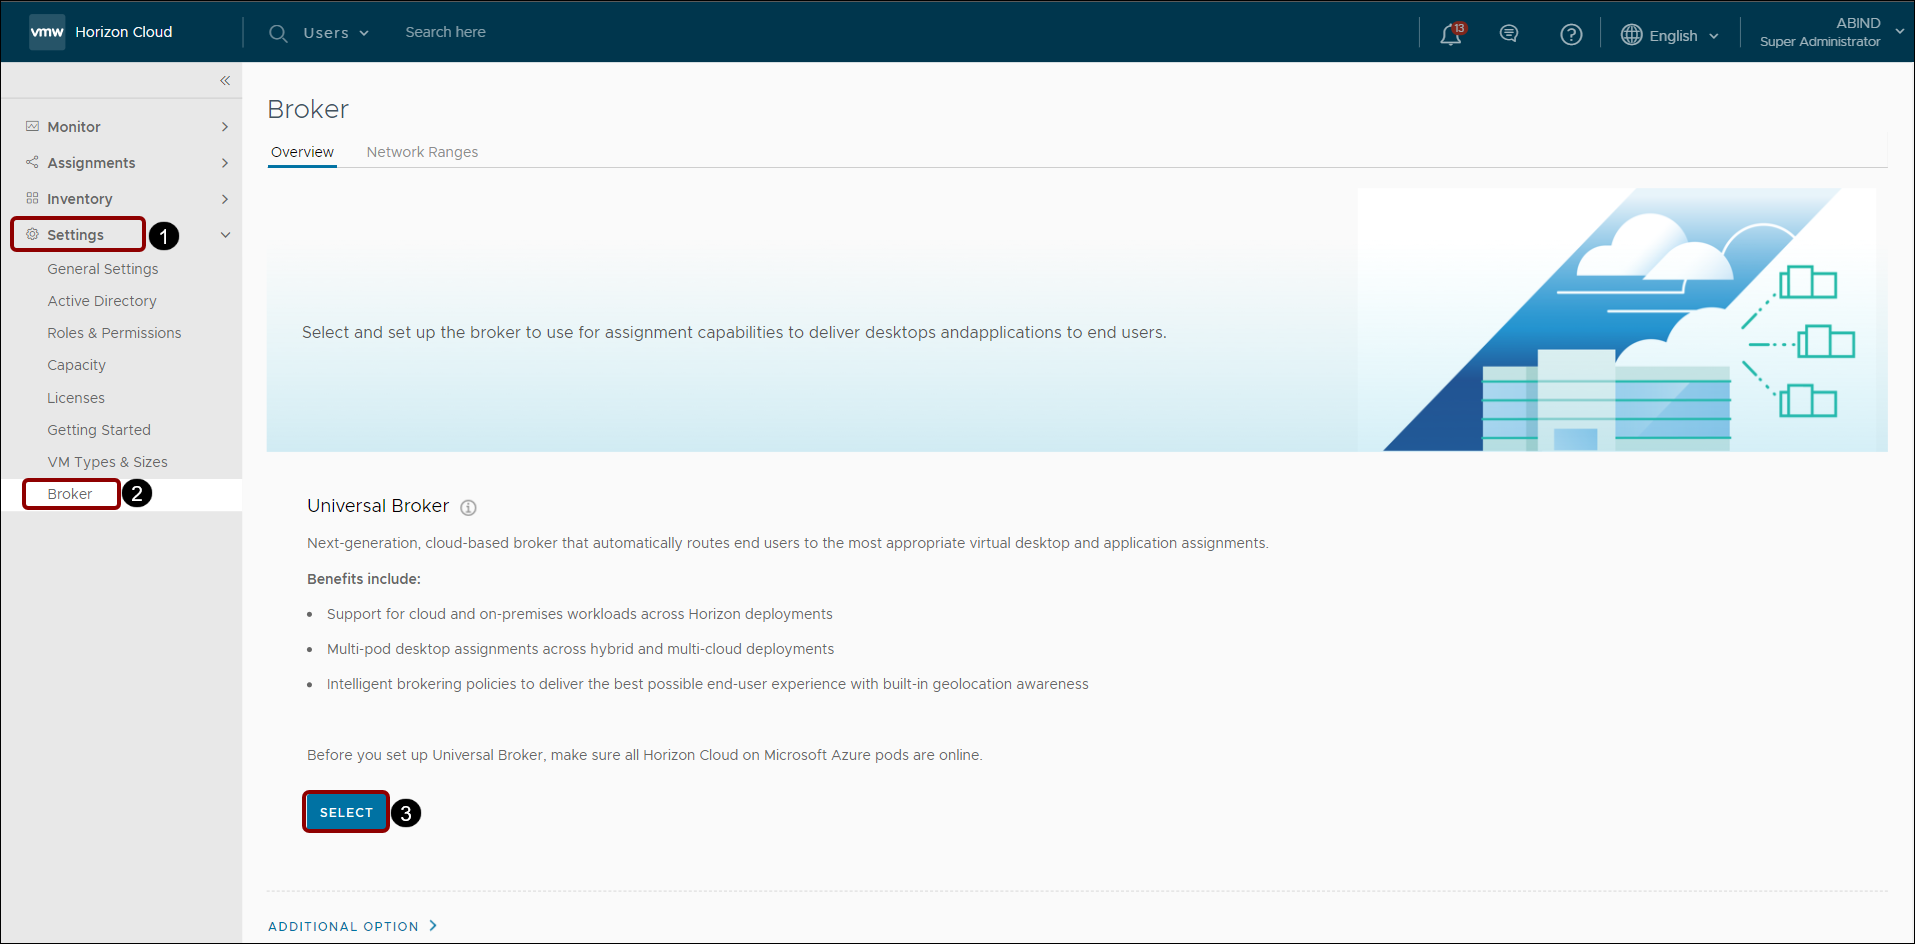 vmw Horizon Cloud Users Search here 13 English ABIND
Super Administrator
«
Monitor
Assignments
Inventory
Settings 1
General Settings
Active Directory
Roles & Permissions
Capacity
Licenses
Getting Started
VM Types & Sizes
Broker 2
Broker
Overview Network Ranges
Select and set up the broker to use for assignment capabilities to deliver desktops andapplications to end users.
Universal Broker
Next-generation, cloud-based broker that automatically routes end users to the most appropriate virtual desktop and application assignments.
Benefits include:
• Support for cloud and on-premises workloads across Horizon deployments
• Multi-pod desktop assignments across hybrid and multi-cloud deployments
• Intelligent brokering policies to deliver the best possible end-user experience with built-in geolocation awareness
Before you set up Universal Broker, make sure all Horizon Cloud on Microsoft Azure pods are online.
SELECT 3
ADDITIONAL OPTION